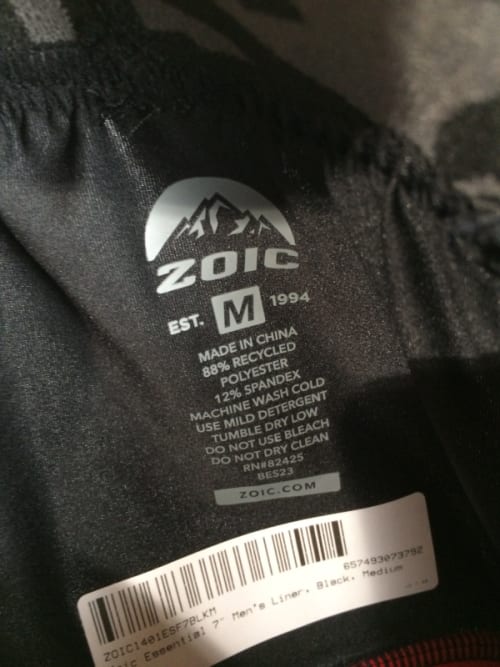 ZOIC
EST. M 1994
MADE IN CHINA
88% RECYCLED
POLYESTER
12% SPANDEX
MACHINE WASH COLD
USE MILD DETERGENT
TUMBLE DRY LOW
DO NOT USE BLEACH
DO NOT DRY CLEAN
RN#82425
BES23
ZOIC.COM
657493073792
ZOIC1401ESF7BLKM
Essential 7" Men's Liner, Black, Medium